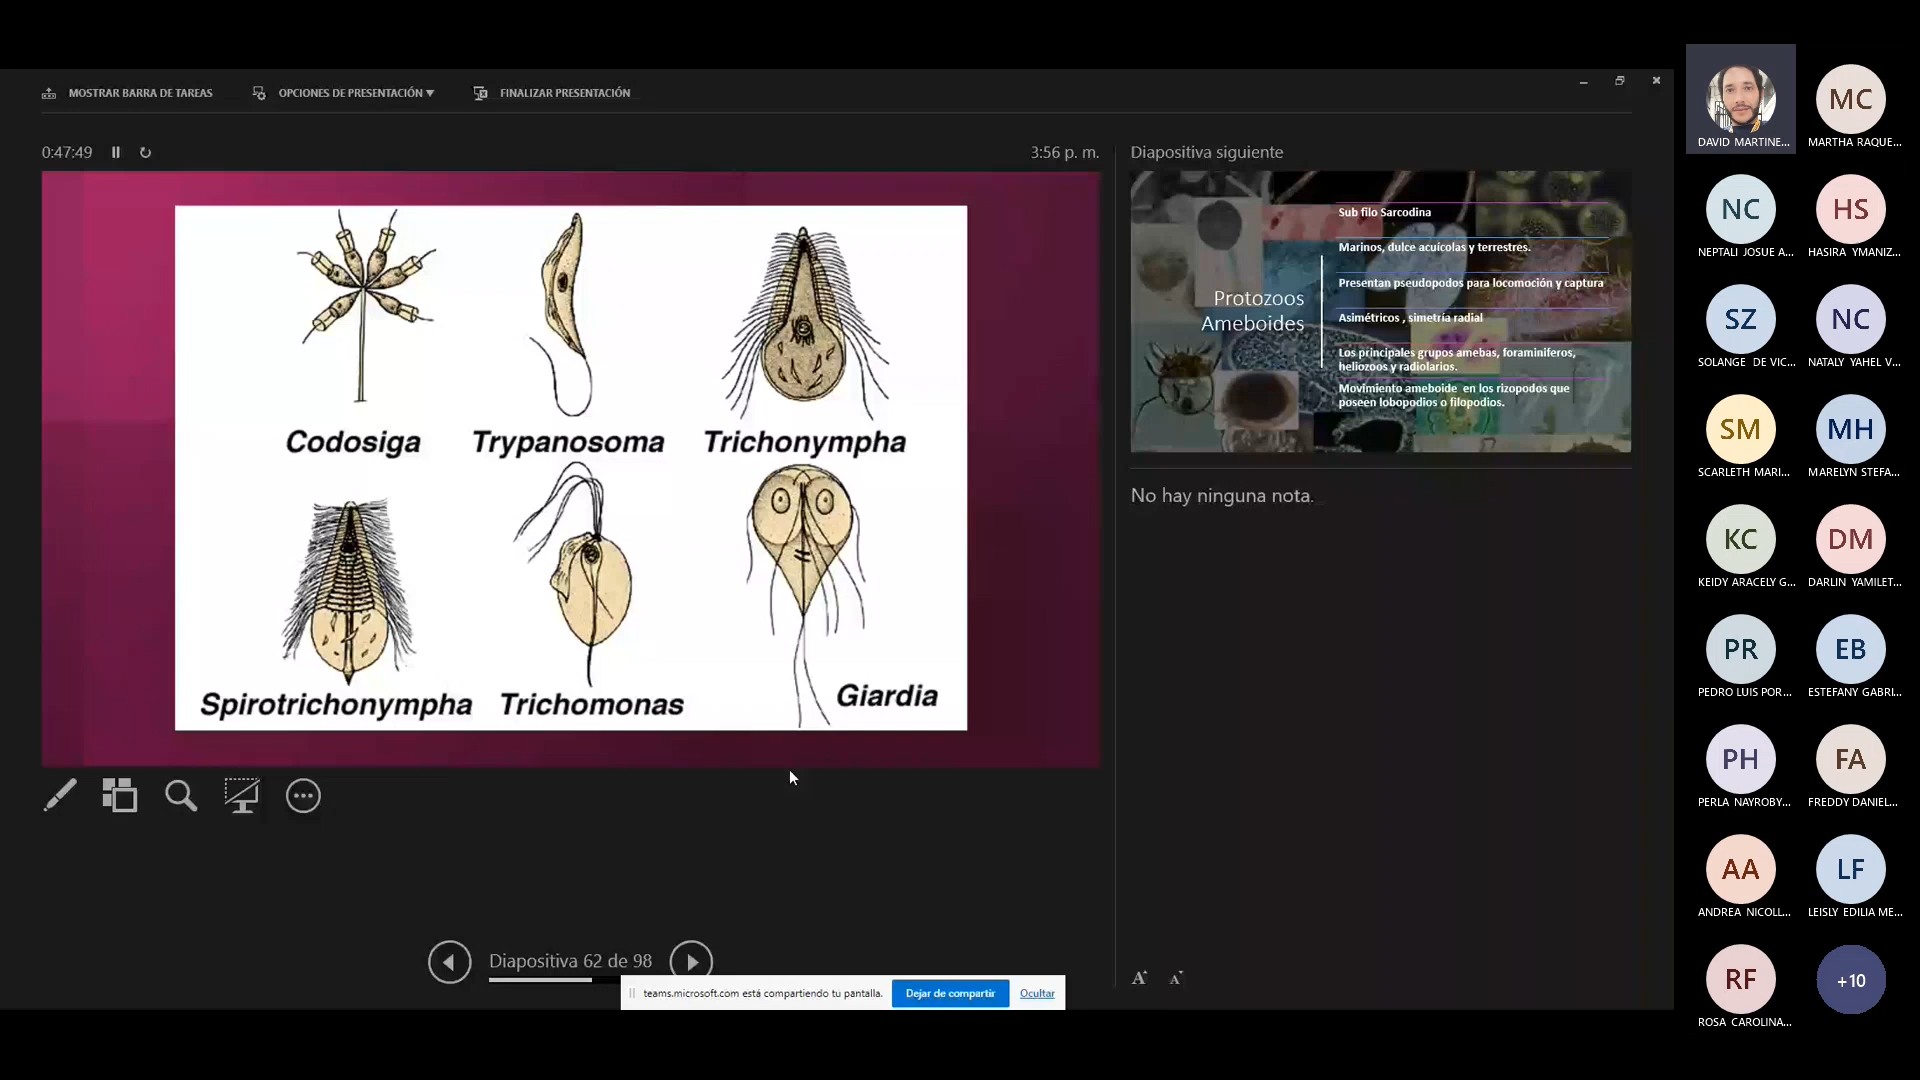 MOSTRAR BARRA DE TAREAS
OPCIONES DE PRESENTACIÓN ▼
FINALIZAR PRESENTACIÓN
0:47:49
3:56 p. m.
Codosiga
Trypanosoma
Trichonympha
Spirotrichonympha
Trichomonas
Giardia
Diapositiva siguiente
Protozoos
Ameboides
Sub filo Sarcodina
Marinos, dulce acuícolas y terrestres.
Presentan pseudopodos para locomoción y captura
Asimétricos , simetria radial
Los principales grupos amebas, foraminiferos,
heliozoos y radiolarios.
Movimiento ameboide en los rizopodos que
poseen lobopodios o filopodios.
No hay ninguna nota.
Diapositiva 62 de 98
teams.microsoft.com está compartiendo tu pantalla.
Dejar de compartir
Ocultar
A A
DAVID MARTINE...
MC
MARTHA RAQUE...
NC
NEPTALI JOSUE A...
HS
HASIRA YMANIZ...
SZ
SOLANGE DE VIC...
NC
NATALY YAHEL V...
SM
SCARLETH MARI...
MH
MARELYN STEFA...
KC
KEIDY ARACELY G...
DM
DARLIN YAMILET...
PR
PEDRO LUIS POR...
EB
ESTEFANY GABRI...
PH
PERLA NAYROBY...
FA
FREDDY DANIEL...
AA
ANDREA NICOLL...
LF
LEISLY EDILIA ME...
RF
ROSA CAROLINA...
+10